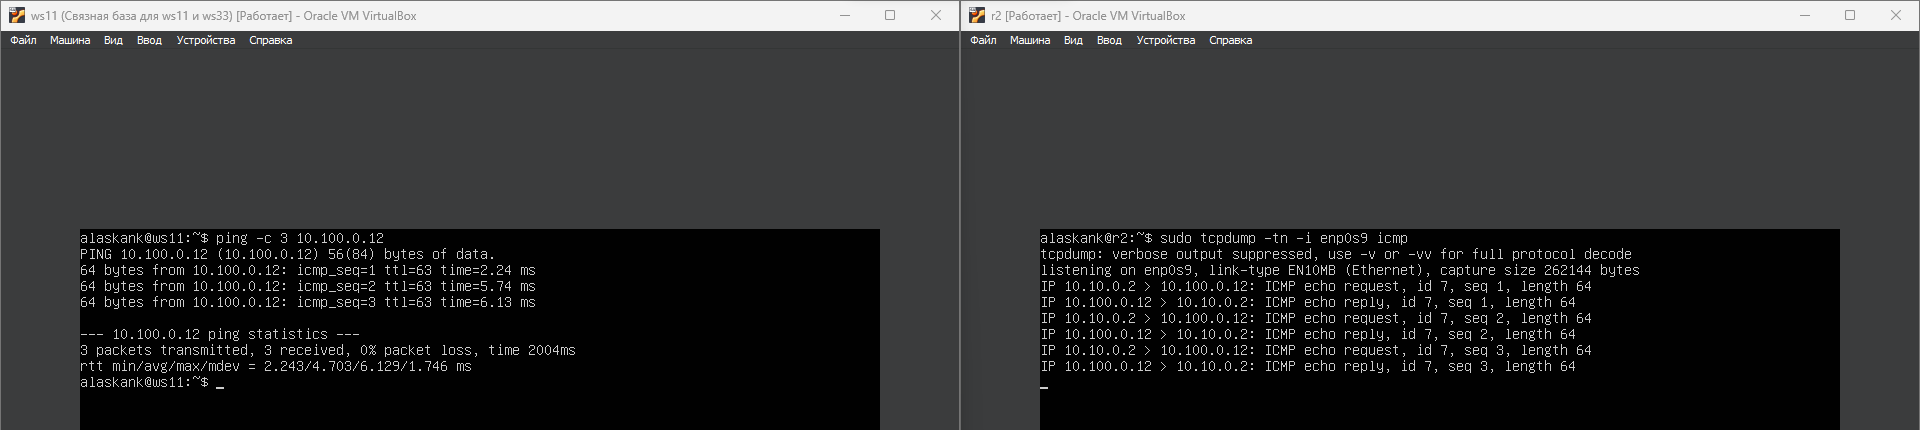 ws11 (Связная база для ws11 и ws33) [Работает] - Oracle VM VirtualBox
Файл Машина Вид Ввод Устройства Справка
alaskank@ws11:~$ ping -c 3 10.100.0.12
PING 10.100.0.12 (10.100.0.12) 56(84) bytes of data.
64 bytes from 10.100.0.12: icmp_seq=1 ttl=63 time=2.24 ms
64 bytes from 10.100.0.12: icmp_seq=2 ttl=63 time=5.74 ms
64 bytes from 10.100.0.12: icmp_seq=3 ttl=63 time=6.13 ms
--- 10.100.0.12 ping statistics ---
3 packets transmitted, 3 received, 0% packet loss, time 2004ms
rtt min/avg/max/mdev = 2.243/4.703/6.129/1.746 ms
alaskank@ws11:~$ _
r2 [Работает] - Oracle VM VirtualBox
Файл Машина Вид Ввод Устройства Справка
alaskank@r2:~$ sudo tcpdump -tn -i enp0s9 icmp
tcpdump: verbose output suppressed, use -v or -vv for full protocol decode
listening on enp0s9, link-type EN10MB (Ethernet), capture size 262144 bytes
IP 10.10.0.2 > 10.100.0.12: ICMP echo request, id 7, seq 1, length 64
IP 10.100.0.12 > 10.10.0.2: ICMP echo reply, id 7, seq 1, length 64
IP 10.10.0.2 > 10.100.0.12: ICMP echo request, id 7, seq 2, length 64
IP 10.100.0.12 > 10.10.0.2: ICMP echo reply, id 7, seq 2, length 64
IP 10.10.0.2 > 10.100.0.12: ICMP echo request, id 7, seq 3, length 64
IP 10.100.0.12 > 10.10.0.2: ICMP echo reply, id 7, seq 3, length 64
_